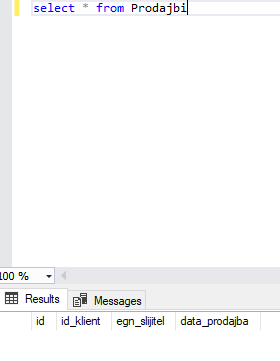 select * from Prodajbi
100 %
Results
Messages
id id_klient egn_slijitel data_prodajba